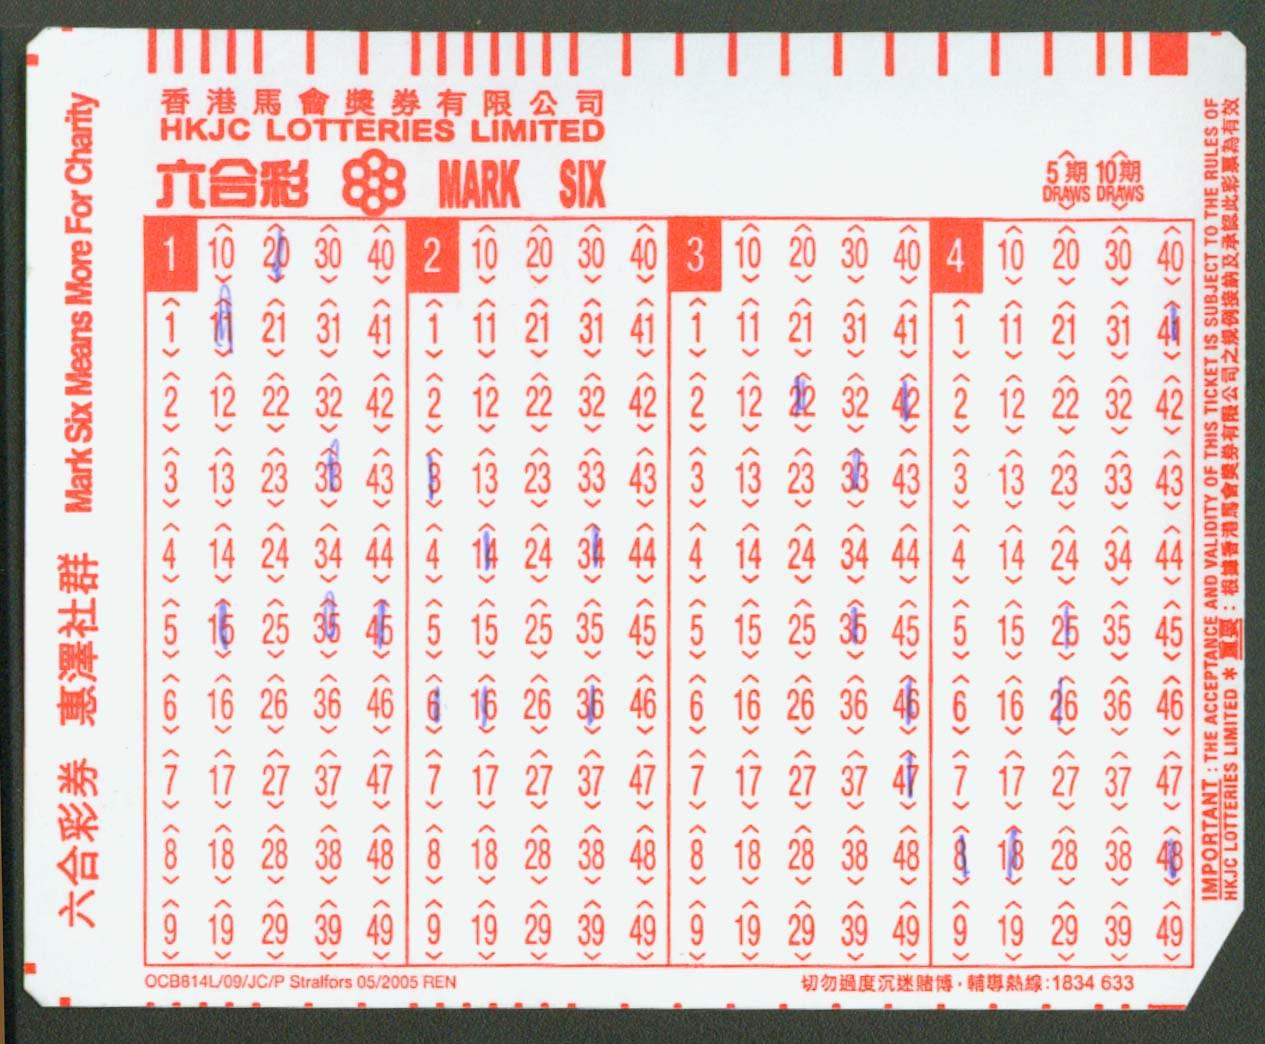 香港馬會獎券有限公司
HKJC LOTTERIES LIMITED
六合彩 MARK SIX
5期 10期
DRAWS DRAWS
1 10 20 30 40 2 10 20 30 40 3 10 20 30 40 4 10 20 30 40
1 11 21 31 41 1 11 21 31 41 1 11 21 31 41 1 11 21 31 41
2 12 22 32 42 2 12 22 32 42 2 12 22 32 42 2 12 22 32 42
3 13 23 33 43 3 13 23 33 43 3 13 23 33 43 3 13 23 33 43
4 14 24 34 44 4 14 24 34 44 4 14 24 34 44 4 14 24 34 44
5 15 25 35 45 5 15 25 35 45 5 15 25 35 45 5 15 25 35 45
6 16 26 36 46 6 16 26 36 46 6 16 26 36 46 6 16 26 36 46
7 17 27 37 47 7 17 27 37 47 7 17 27 37 47 7 17 27 37 47
8 18 28 38 48 8 18 28 38 48 8 18 28 38 48 8 18 28 38 48
9 19 29 39 49 9 19 29 39 49 9 19 29 39 49 9 19 29 39 49
OCB814L/09/JC/P Stralfors 05/2005 REN
切勿過度沉迷賭博·輔導熱線:1834 633
六合彩券 惠澤社群 Mark Six Means More For Charity
IMPORTANT : THE ACCEPTANCE AND VALIDITY OF THIS TICKET IS SUBJECT TO THE RULES OF
HKJC LOTTERIES LIMITED * 重要 : 根據香港馬會獎券有限公司之規例接納及承認此彩票為有效